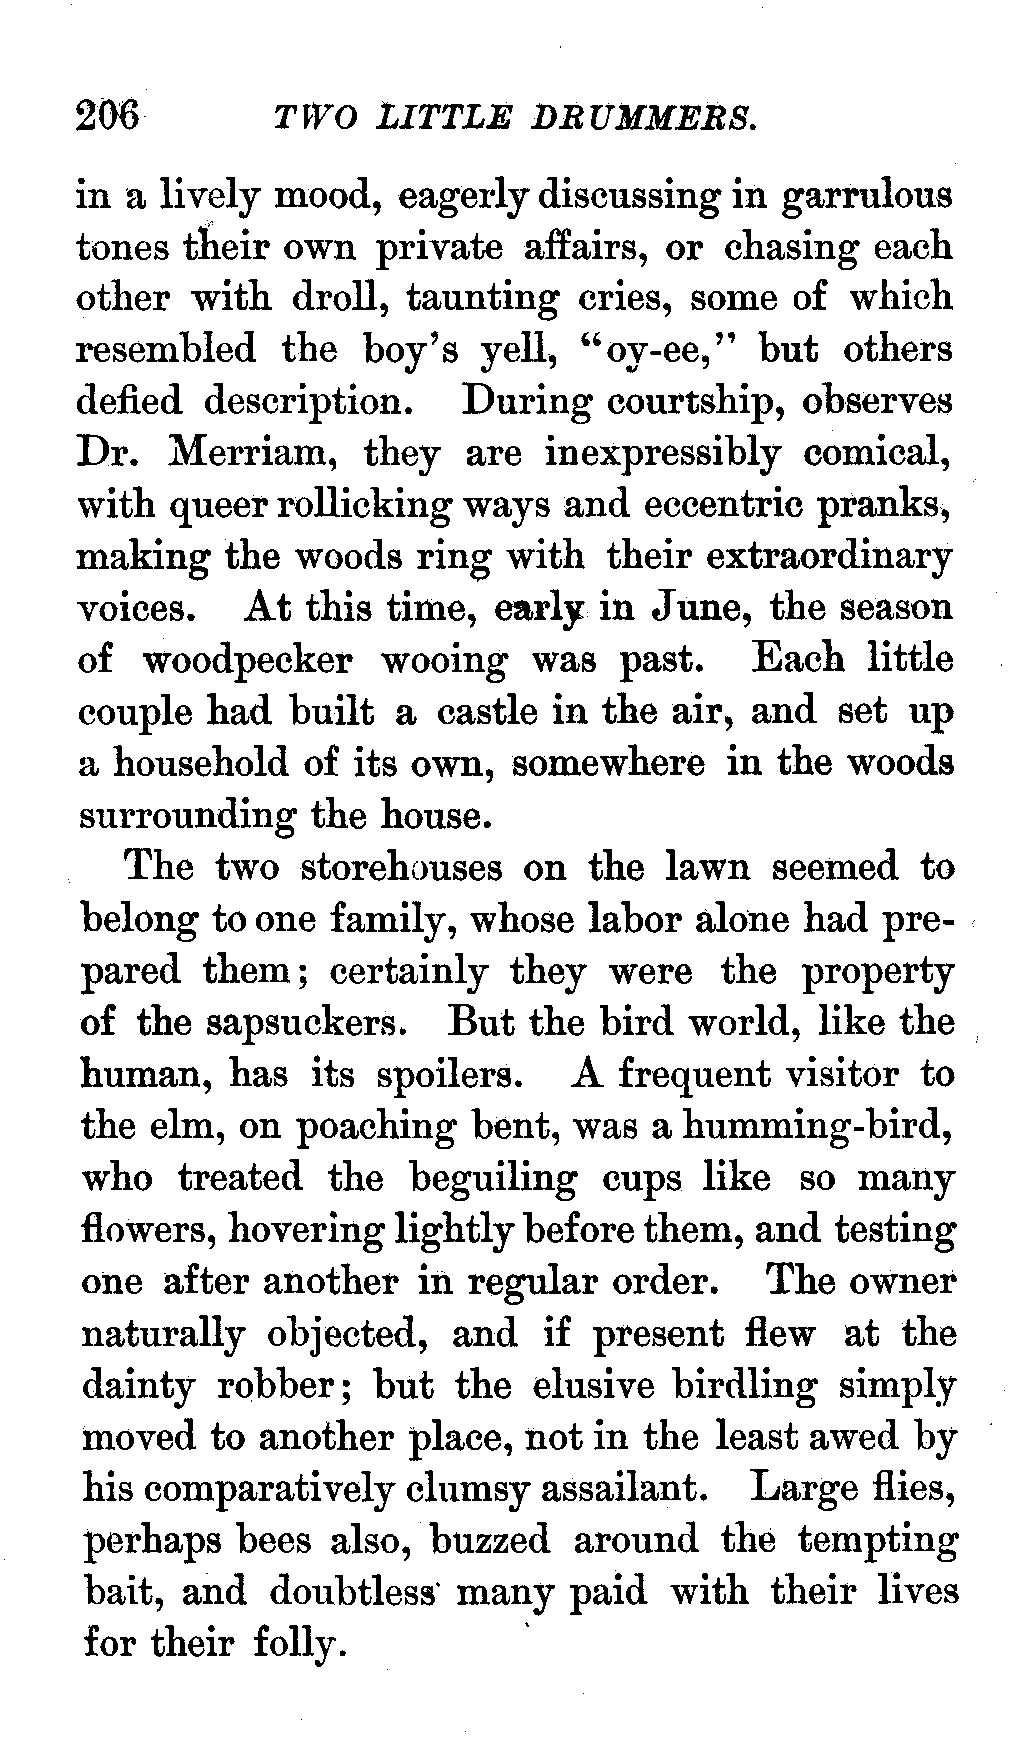 206 TWO LITTLE DRUMMERS.
in a lively mood, eagerly discussing in garrulous
tones their own private affairs, or chasing each
other with droll, taunting cries, some of which
resembled the boy's yell, "oy-ee," but others
defied description. During courtship, observes
Dr. Merriam, they are inexpressibly comical,
with queer rollicking ways and eccentric pranks,
making the woods ring with their extraordinary
voices. At this time, early in June, the season
of woodpecker wooing was past. Each little
couple had built a castle in the air, and set up
a household of its own, somewhere in the woods
surrounding the house.
The two storehouses on the lawn seemed to
belong to one family, whose labor alone had pre-
pared them; certainly they were the property
of the sapsuckers. But the bird world, like the
human, has its spoilers. A frequent visitor to
the elm, on poaching bent, was a humming-bird,
who treated the beguiling cups like so many
flowers, hovering lightly before them, and testing
one after another in regular order. The owner
naturally objected, and if present flew at the
dainty robber; but the elusive birdling simply
moved to another place, not in the least awed by
his comparatively clumsy assailant. Large flies,
perhaps bees also, buzzed around the tempting
bait, and doubtless many paid with their lives
for their folly.